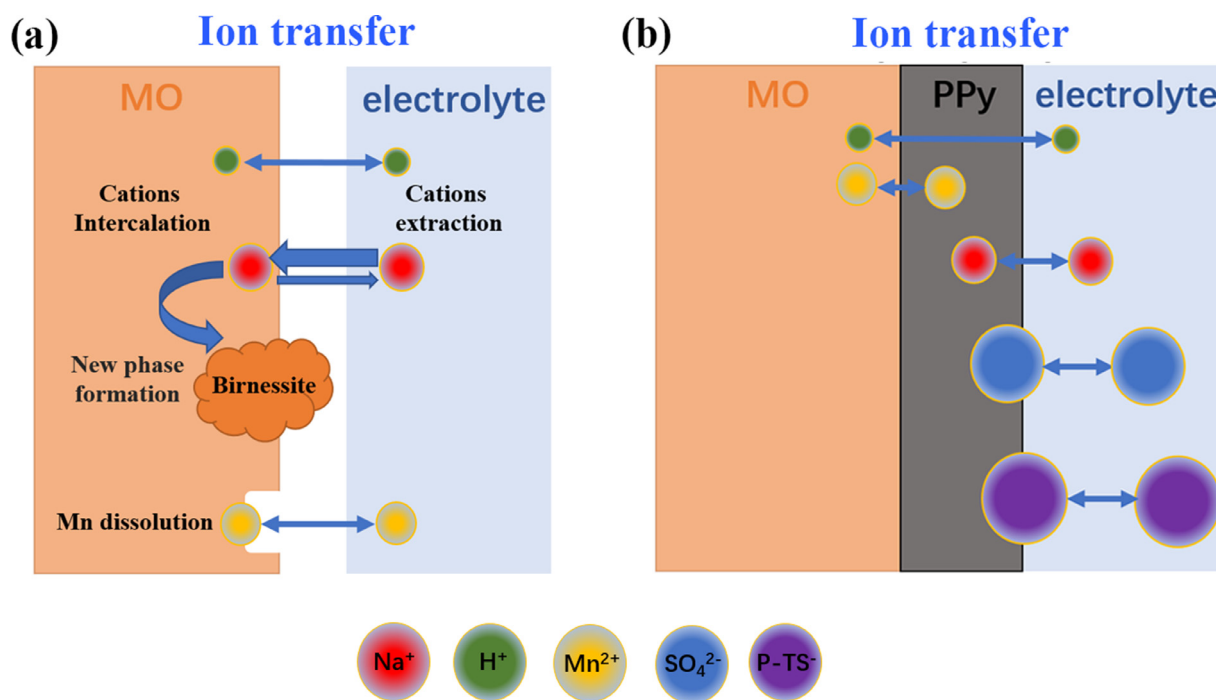 (a)
Ion transfer
MO
electrolyte
Cations
Intercalation
Cations
extraction
New phase
formation
Birnessite
Mn dissolution
(b)
Ion transfer
MO
PPy
electrolyte
Na⁺
H⁺
Mn²⁺
SO₄²⁻
P-TS⁻